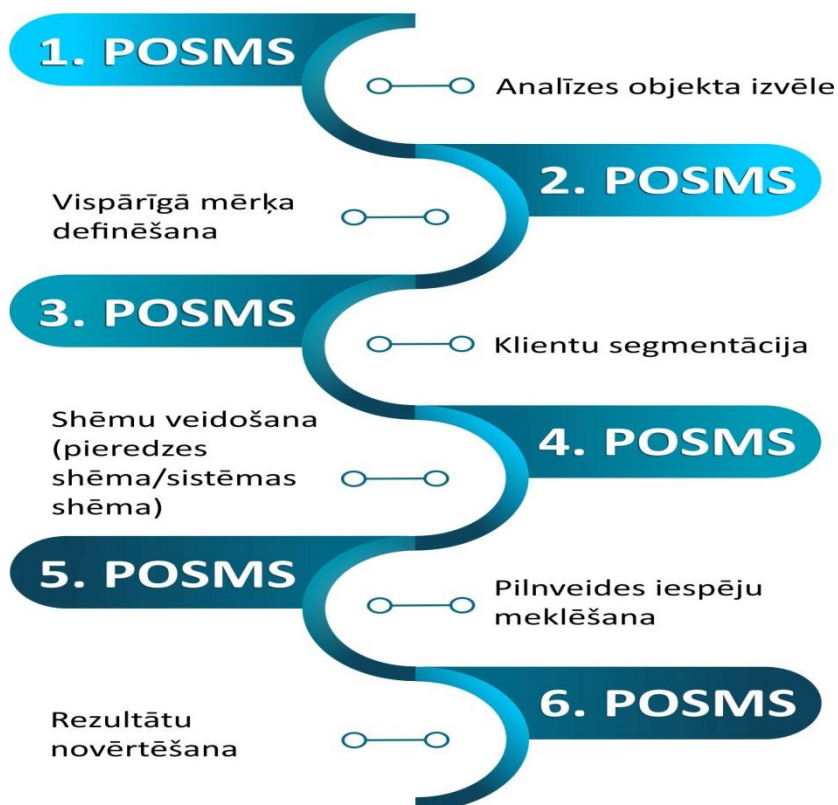 1. POSMS
Analīzes objekta izvēle
2. POSMS
Vispārīgā mērķa
definēšana
3. POSMS
Klientu segmentācija
4. POSMS
Shēmu veidošana
(pieredzes
shēma/sistēmas
shēma)
5. POSMS
Pilnveides iespēju
meklēšana
6. POSMS
Rezultātu
novērtēšana